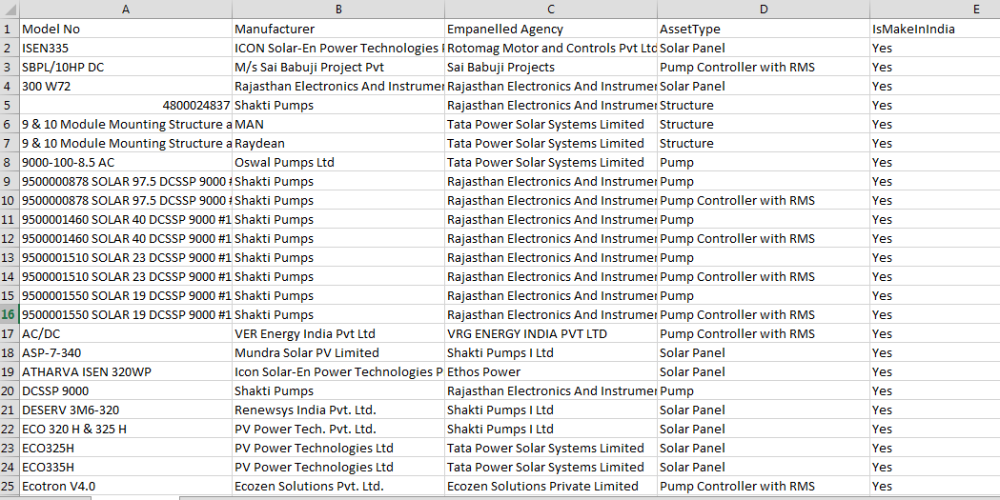 A B C D E
1 Model No Manufacturer Empanelled Agency AssetType IsMakeInIndia
2 ISEN335 ICON Solar-En Power Technologies Rotomag Motor and Controls Pvt Ltd Solar Panel Yes
3 SBPL/10HP DC M/s Sai Babuji Project Pvt Sai Babuji Projects Pump Controller with RMS Yes
4 300 W72 Rajasthan Electronics And Instrumen Rajasthan Electronics And Instrumen Solar Panel Yes
5 4800024837 Shakti Pumps Rajasthan Electronics And Instrumen Structure Yes
6 9 & 10 Module Mounting Structure a MAN Tata Power Solar Systems Limited Structure Yes
7 9 & 10 Module Mounting Structure a Raydean Tata Power Solar Systems Limited Structure Yes
8 9000-100-8.5 AC Oswal Pumps Ltd Tata Power Solar Systems Limited Pump Yes
9 9500000878 SOLAR 97.5 DCSSP 9000 # Shakti Pumps Rajasthan Electronics And Instrumen Pump Yes
10 9500000878 SOLAR 97.5 DCSSP 9000 # Shakti Pumps Rajasthan Electronics And Instrumen Pump Controller with RMS Yes
11 9500001460 SOLAR 40 DCSSP 9000 #1 Shakti Pumps Rajasthan Electronics And Instrumen Pump Yes
12 9500001460 SOLAR 40 DCSSP 9000 #1 Shakti Pumps Rajasthan Electronics And Instrumen Pump Controller with RMS Yes
13 9500001510 SOLAR 23 DCSSP 9000 #1 Shakti Pumps Rajasthan Electronics And Instrumen Pump Yes
14 9500001510 SOLAR 23 DCSSP 9000 #1 Shakti Pumps Rajasthan Electronics And Instrumen Pump Controller with RMS Yes
15 9500001550 SOLAR 19 DCSSP 9000 #1 Shakti Pumps Rajasthan Electronics And Instrumen Pump Yes
16 9500001550 SOLAR 19 DCSSP 9000 #1 Shakti Pumps Rajasthan Electronics And Instrumen Pump Controller with RMS Yes
17 AC/DC VER Energy India Pvt Ltd VRG ENERGY INDIA PVT LTD Pump Controller with RMS Yes
18 ASP-7-340 Mundra Solar PV Limited Shakti Pumps I Ltd Solar Panel Yes
19 ATHARVA ISEN 320WP Icon Solar-En Power Technologies P Ethos Power Solar Panel Yes
20 DCSSP 9000 Shakti Pumps Rajasthan Electronics And Instrumen Pump Yes
21 DESERV 3M6-320 Renewsys India Pvt. Ltd. Shakti Pumps I Ltd Solar Panel Yes
22 ECO 320 H & 325 H PV Power Tech. Pvt. Ltd. Shakti Pumps I Ltd Solar Panel Yes
23 ECO325H PV Power Technologies Ltd Tata Power Solar Systems Limited Solar Panel Yes
24 ECO335H PV Power Technologies Ltd Tata Power Solar Systems Limited Solar Panel Yes
25 Ecotron V4.0 Ecozen Solutions Pvt. Ltd. Ecozen Solutions Private Limited Pump Controller with RMS Yes